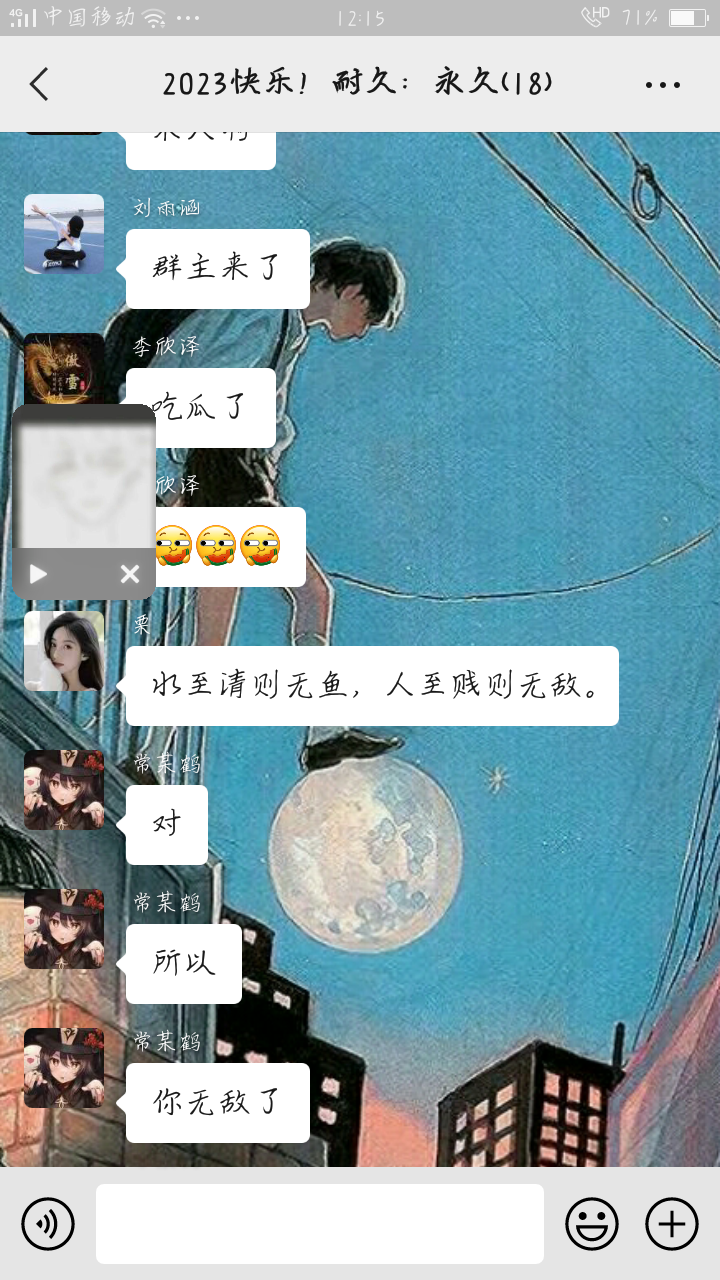 4G 中国移动 12:15 HD 71%
2023快乐！耐久：永久(18)
刘雨涵
群主来了
李欣泽
傲雪
吃瓜了
欣泽
栗
水至清则无鱼，人至贱则无敌。
常某鹤
对
常某鹤
所以
常某鹤
你无敌了